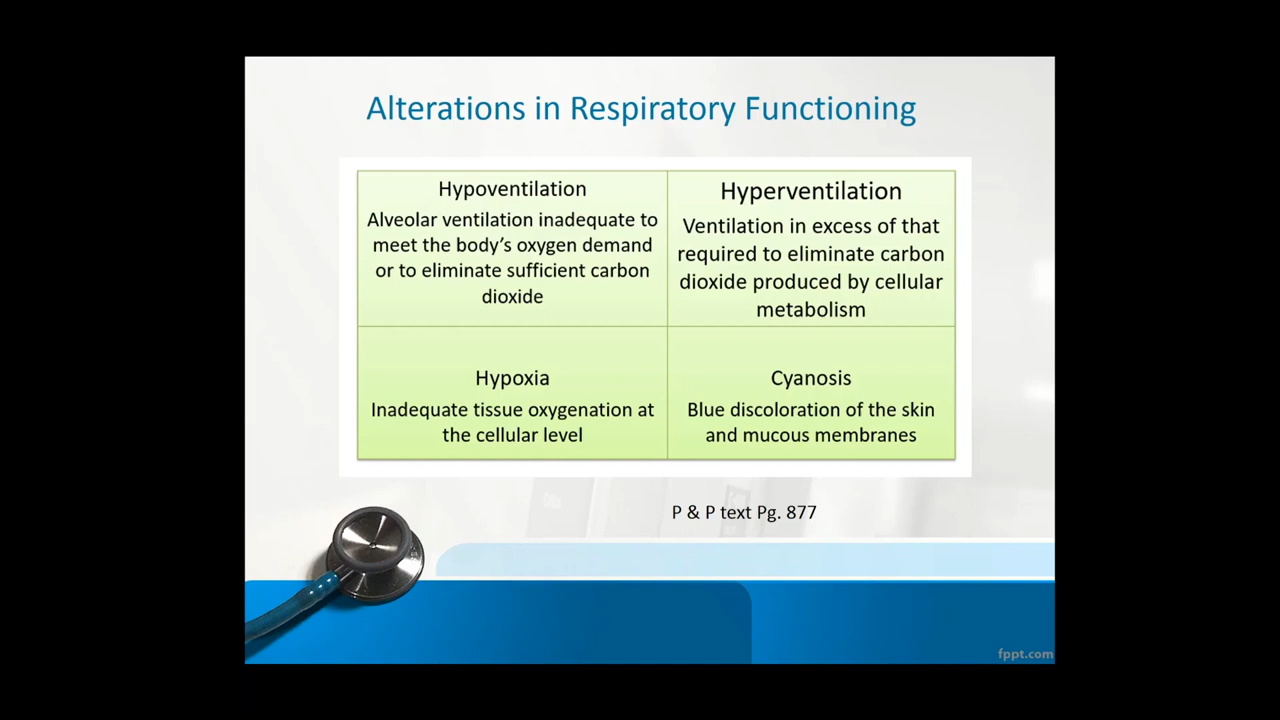 Alterations in Respiratory Functioning
Hypoventilation
Alveolar ventilation inadequate to
meet the body’s oxygen demand
or to eliminate sufficient carbon
dioxide
Hyperventilation
Ventilation in excess of that
required to eliminate carbon
dioxide produced by cellular
metabolism
Hypoxia
Inadequate tissue oxygenation at
the cellular level
Cyanosis
Blue discoloration of the skin
and mucous membranes
P & P text Pg. 877
fppt.com